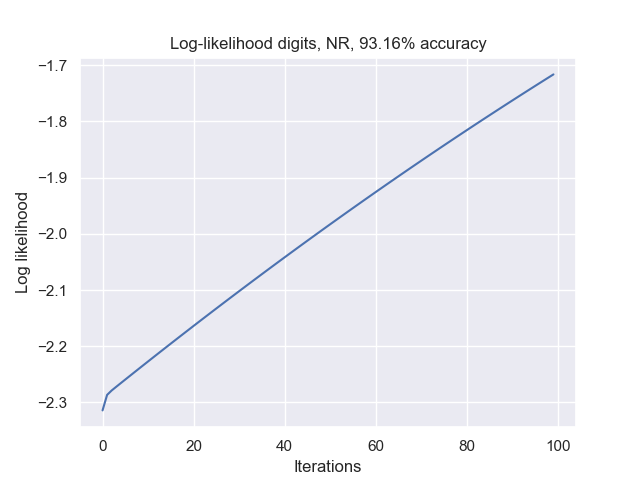 Log-likelihood digits, NR, 93.16% accuracy
−1.7
−1.8
−1.9
−2.0
−2.1
−2.2
−2.3
Log likelihood
0 20 40 60 80 100
Iterations